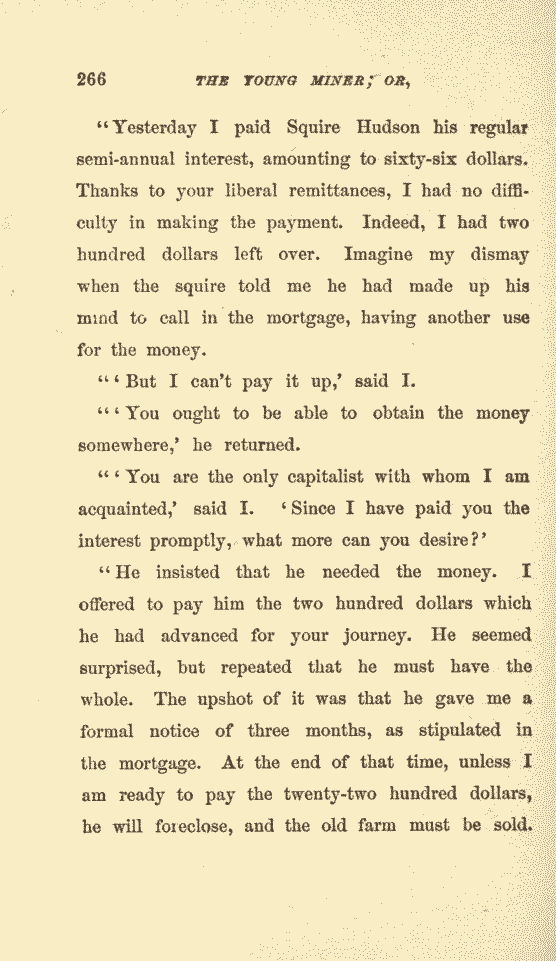 266 THE YOUNG MINER; OR,
"Yesterday I paid Squire Hudson his regular
semi-annual interest, amounting to sixty-six dollars.
Thanks to your liberal remittances, I had no diffi-
culty in making the payment. Indeed, I had two
hundred dollars left over. Imagine my dismay
when the squire told me he had made up his
mind to call in the mortgage, having another use
for the money.
"'But I can't pay it up,' said I.
"'You ought to be able to obtain the money
somewhere,' he returned.
"'You are the only capitalist with whom I am
acquainted,' said I. 'Since I have paid you the
interest promptly, what more can you desire?'
"He insisted that he needed the money. I
offered to pay him the two hundred dollars which
he had advanced for your journey. He seemed
surprised, but repeated that he must have the
whole. The upshot of it was that he gave me a
formal notice of three months, as stipulated in
the mortgage. At the end of that time, unless I
am ready to pay the twenty-two hundred dollars,
he will foreclose, and the old farm must be sold.